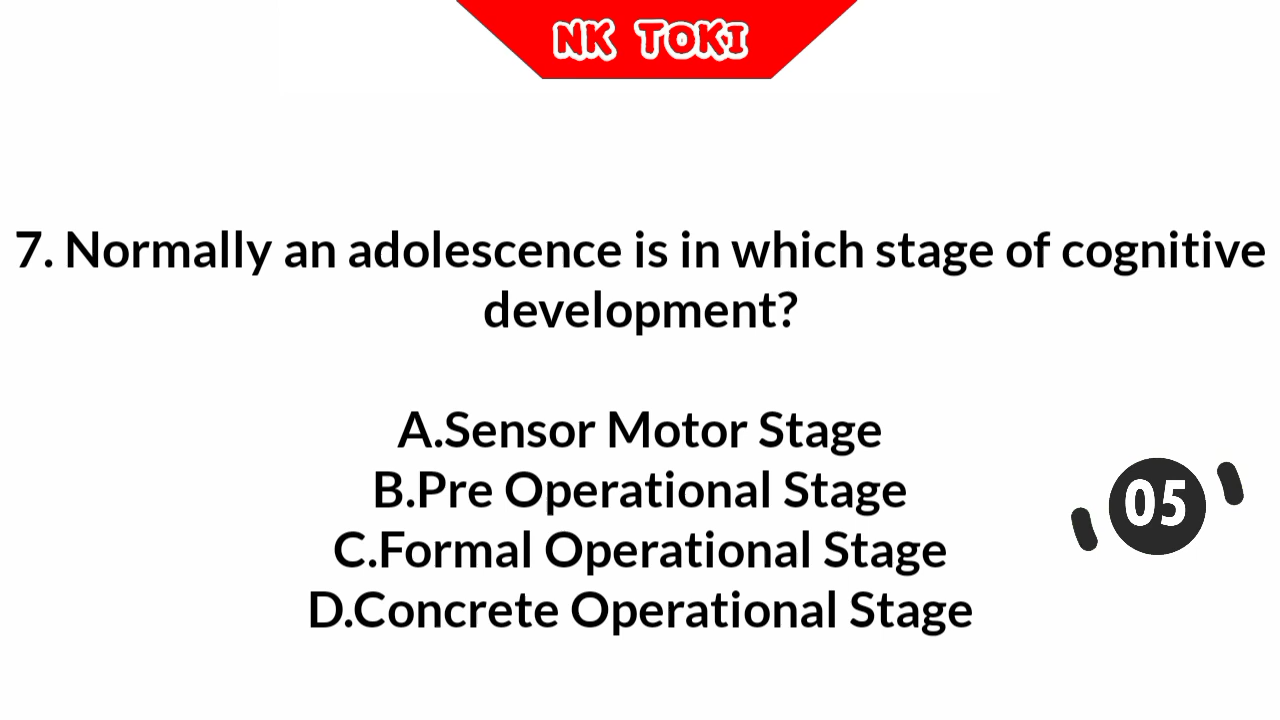 NK TOKI
7. Normally an adolescence is in which stage of cognitive
development?
A.Sensor Motor Stage
B.Pre Operational Stage
C.Formal Operational Stage
D.Concrete Operational Stage
05